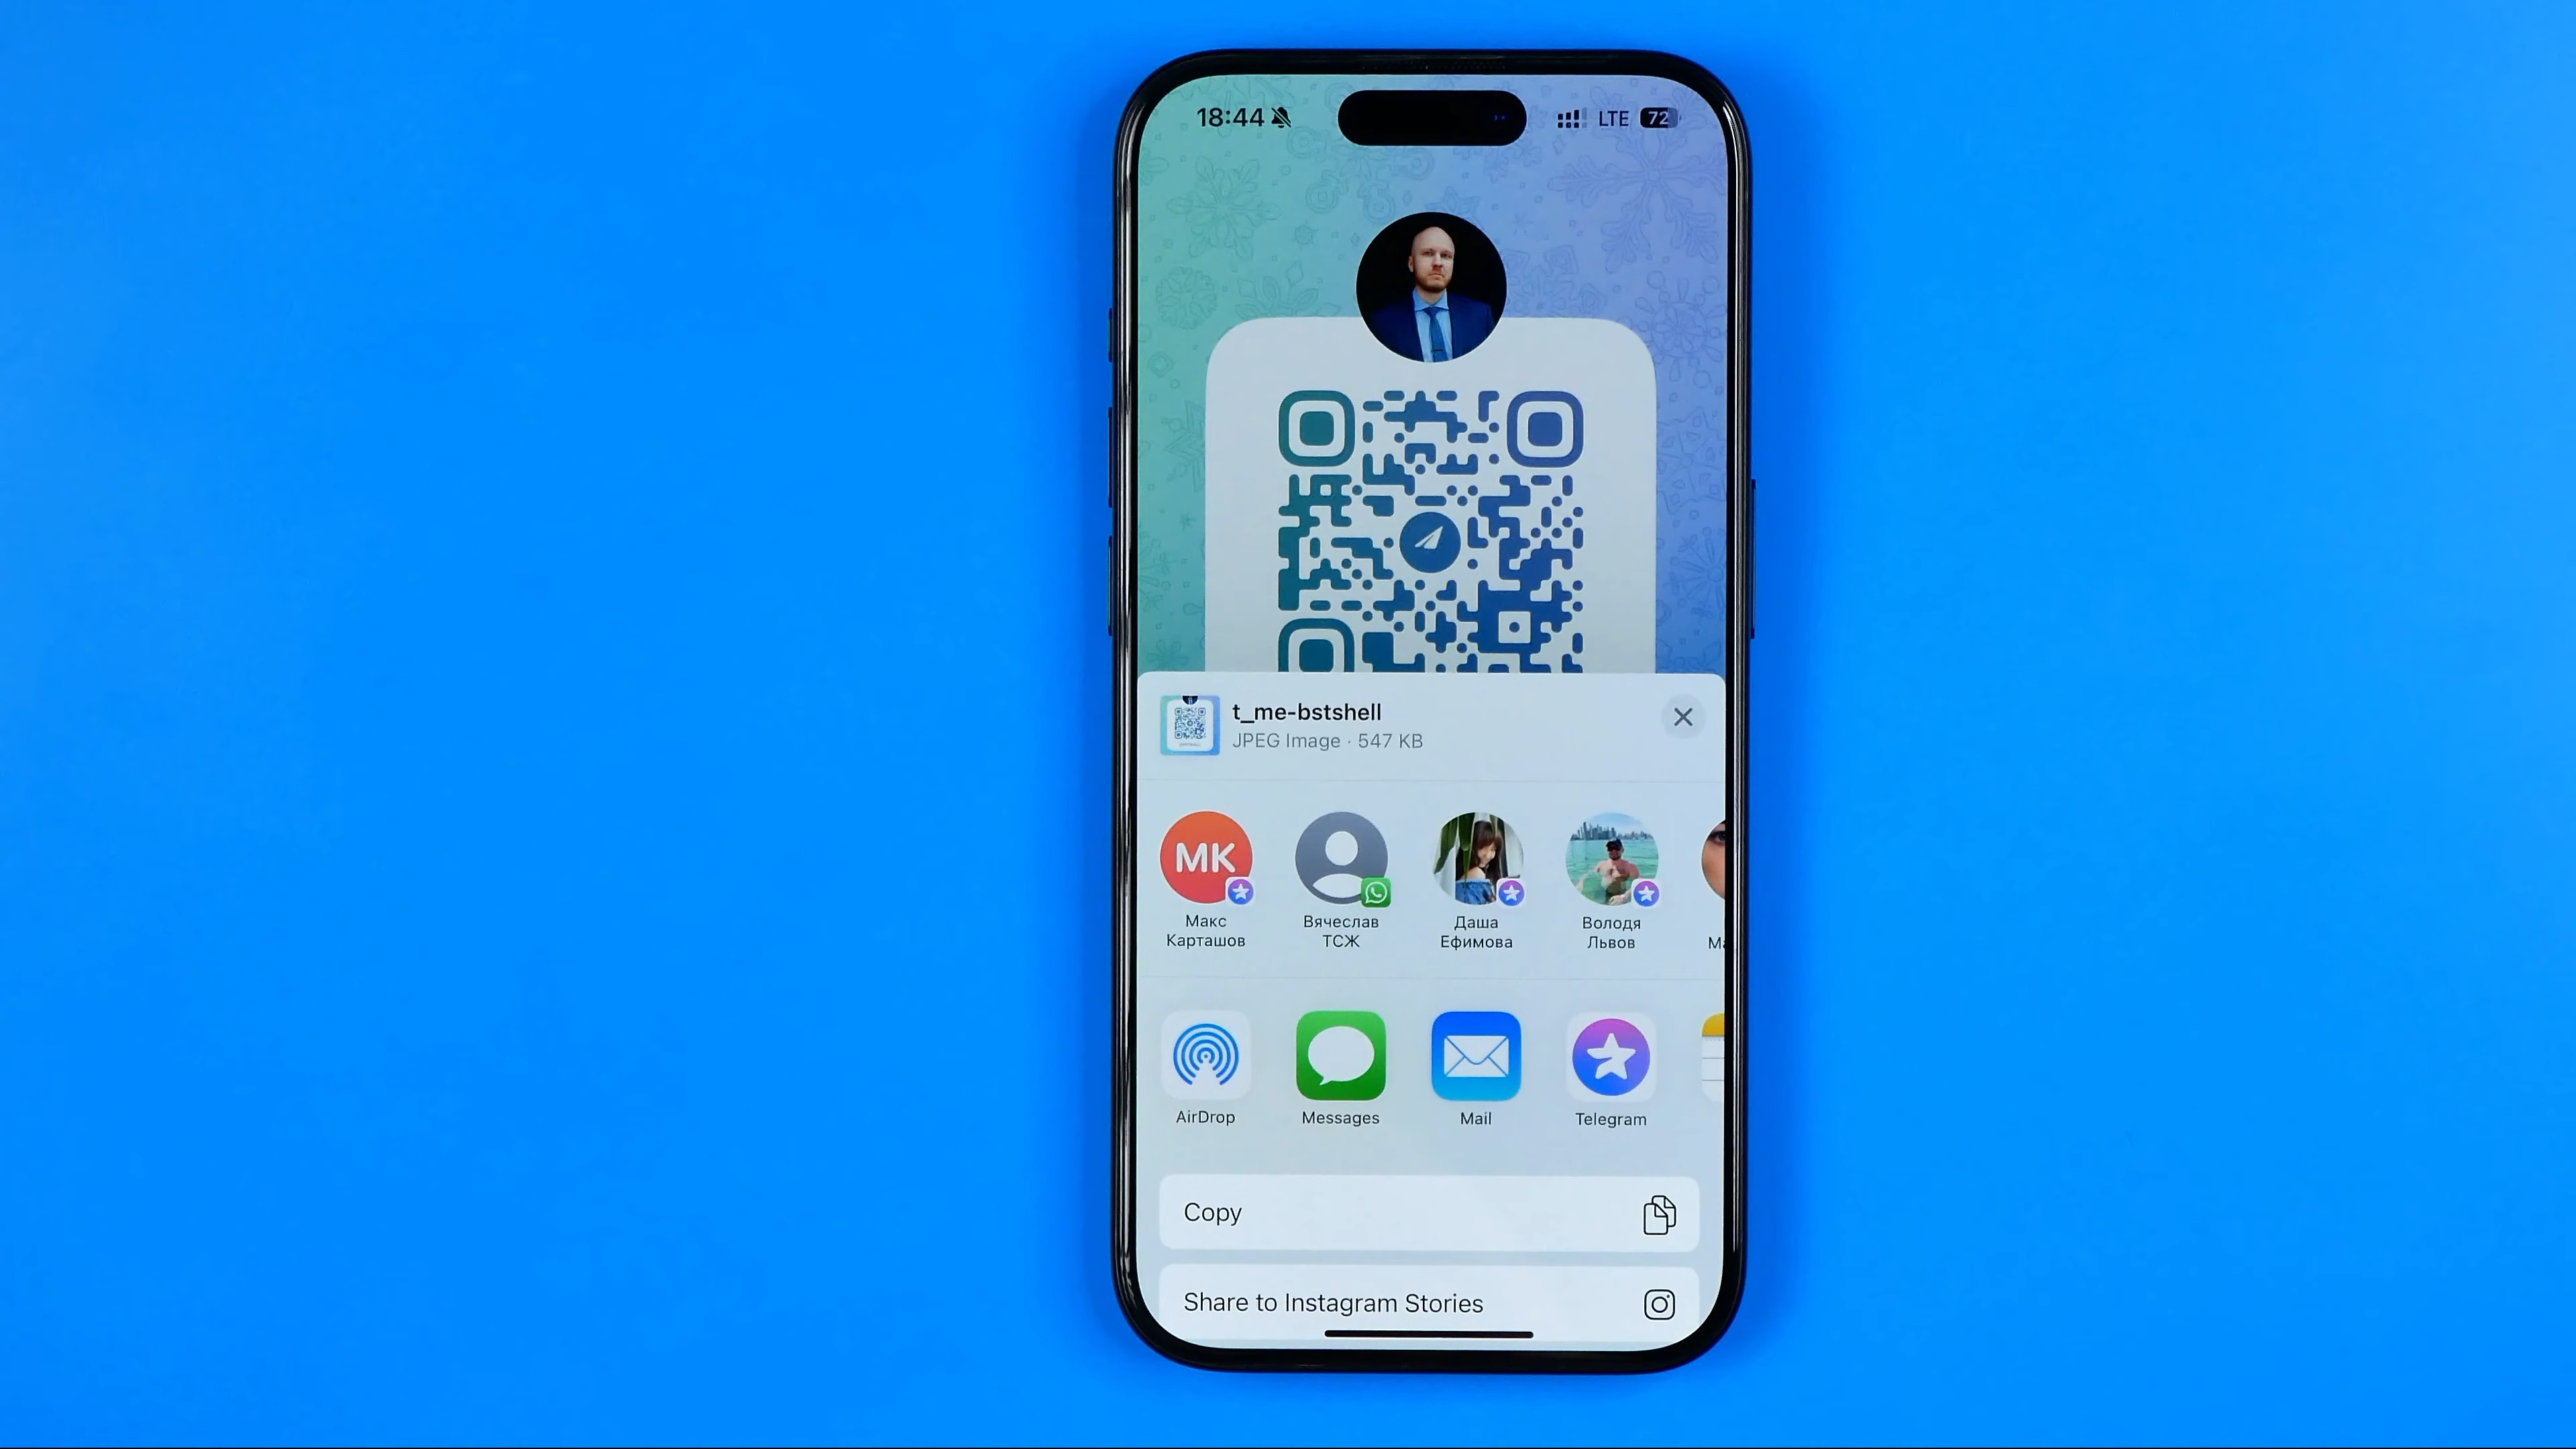 18:44
LTE 72
t_me-bstshell
JPEG Image · 547 KB
MK
Макс
Карташов
Вячеслав
ТСЖ
Даша
Ефимова
Володя
Львов
AirDrop
Messages
Mail
Telegram
Copy
Share to Instagram Stories